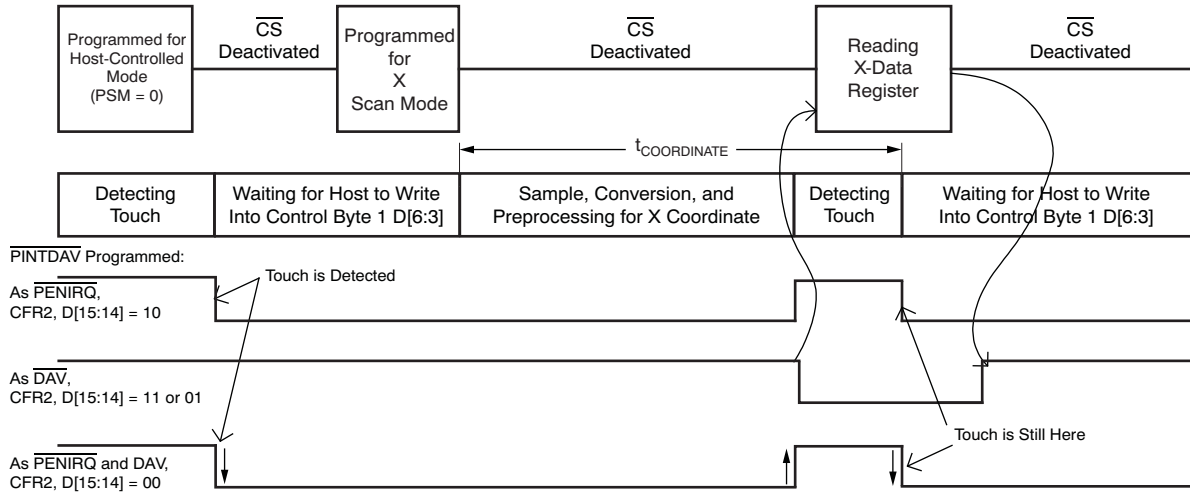 Programmed for
Host-Controlled
Mode
(PSM = 0)
CS
Deactivated
Programmed
for
X
Scan Mode
CS
Deactivated
Reading
X-Data
Register
CS
Deactivated
tCOORDINATE
Detecting
Touch
Waiting for Host to Write
Into Control Byte 1 D[6:3]
Sample, Conversion, and
Preprocessing for X Coordinate
Detecting
Touch
Waiting for Host to Write
Into Control Byte 1 D[6:3]
PINTDAV Programmed:
Touch is Detected
As PENIRQ,
CFR2, D[15:14] = 10
As DAV,
CFR2, D[15:14] = 11 or 01
Touch is Still Here
As PENIRQ and DAV,
CFR2, D[15:14] = 00